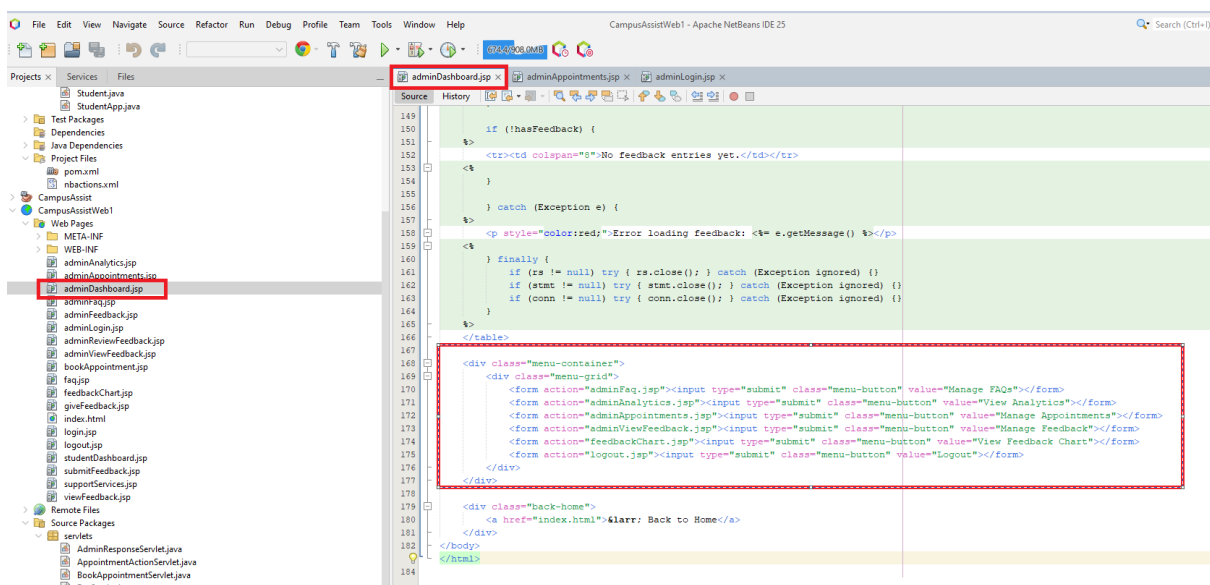 File Edit View Navigate Source Refactor Run Debug Profile Team Tools Window Help
CampusAssistWeb1 - Apache NetBeans IDE 25
Search (Ctrl+I)
674.4/908.0MB
Projects Services Files
adminDashboard.jsp adminAppointments.jsp adminLogin.jsp
Source History
Student.java
StudentApp.java
Test Packages
Dependencies
Java Dependencies
Project Files
pom.xml
nbactions.xml
CampusAssist
CampusAssistWeb1
Web Pages
META-INF
WEB-INF
adminAnalytics.jsp
adminAppointments.jsp
adminDashboard.jsp
adminFaq.jsp
adminFeedback.jsp
adminLogin.jsp
adminReviewFeedback.jsp
adminViewFeedback.jsp
bookAppointment.jsp
faq.jsp
feedbackChart.jsp
giveFeedback.jsp
index.html
login.jsp
logout.jsp
studentDashboard.jsp
submitFeedback.jsp
supportServices.jsp
viewFeedback.jsp
Remote Files
Source Packages
servlets
AdminResponseServlet.java
AppointmentActionServlet.java
BookAppointmentServlet.java
149
150 if (!hasFeedback) {
151 %>
152 <tr><td colspan="8">No feedback entries yet.</td></tr>
153 <%
154 }
155
156 } catch (Exception e) {
157 %>
158 <p style="color:red;">Error loading feedback: <%= e.getMessage() %></p>
159 <%
160 } finally {
161 if (rs != null) try { rs.close(); } catch (Exception ignored) {}
162 if (stmt != null) try { stmt.close(); } catch (Exception ignored) {}
163 if (conn != null) try { conn.close(); } catch (Exception ignored) {}
164 }
165 %>
166 </table>
167
168 <div class="menu-container">
169 <div class="menu-grid">
170 <form action="adminFaq.jsp"><input type="submit" class="menu-button" value="Manage FAQs"></form>
171 <form action="adminAnalytics.jsp"><input type="submit" class="menu-button" value="View Analytics"></form>
172 <form action="adminAppointments.jsp"><input type="submit" class="menu-button" value="Manage Appointments"></form>
173 <form action="adminViewFeedback.jsp"><input type="submit" class="menu-button" value="Manage Feedback"></form>
174 <form action="feedbackChart.jsp"><input type="submit" class="menu-button" value="View Feedback Chart"></form>
175 <form action="logout.jsp"><input type="submit" class="menu-button" value="Logout"></form>
176 </div>
177 </div>
178
179 <div class="back-home">
180 <a href="index.html">&larr; Back to Home</a>
181 </div>
182 </body>
</html>
184